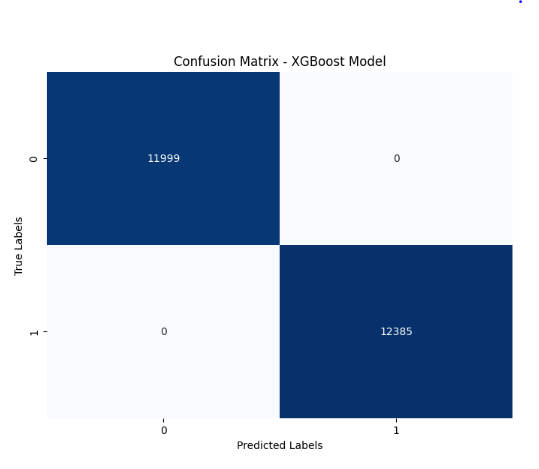 Confusion Matrix - XGBoost Model
11999 0
0 12385
0
1
True Labels
0 1
Predicted Labels